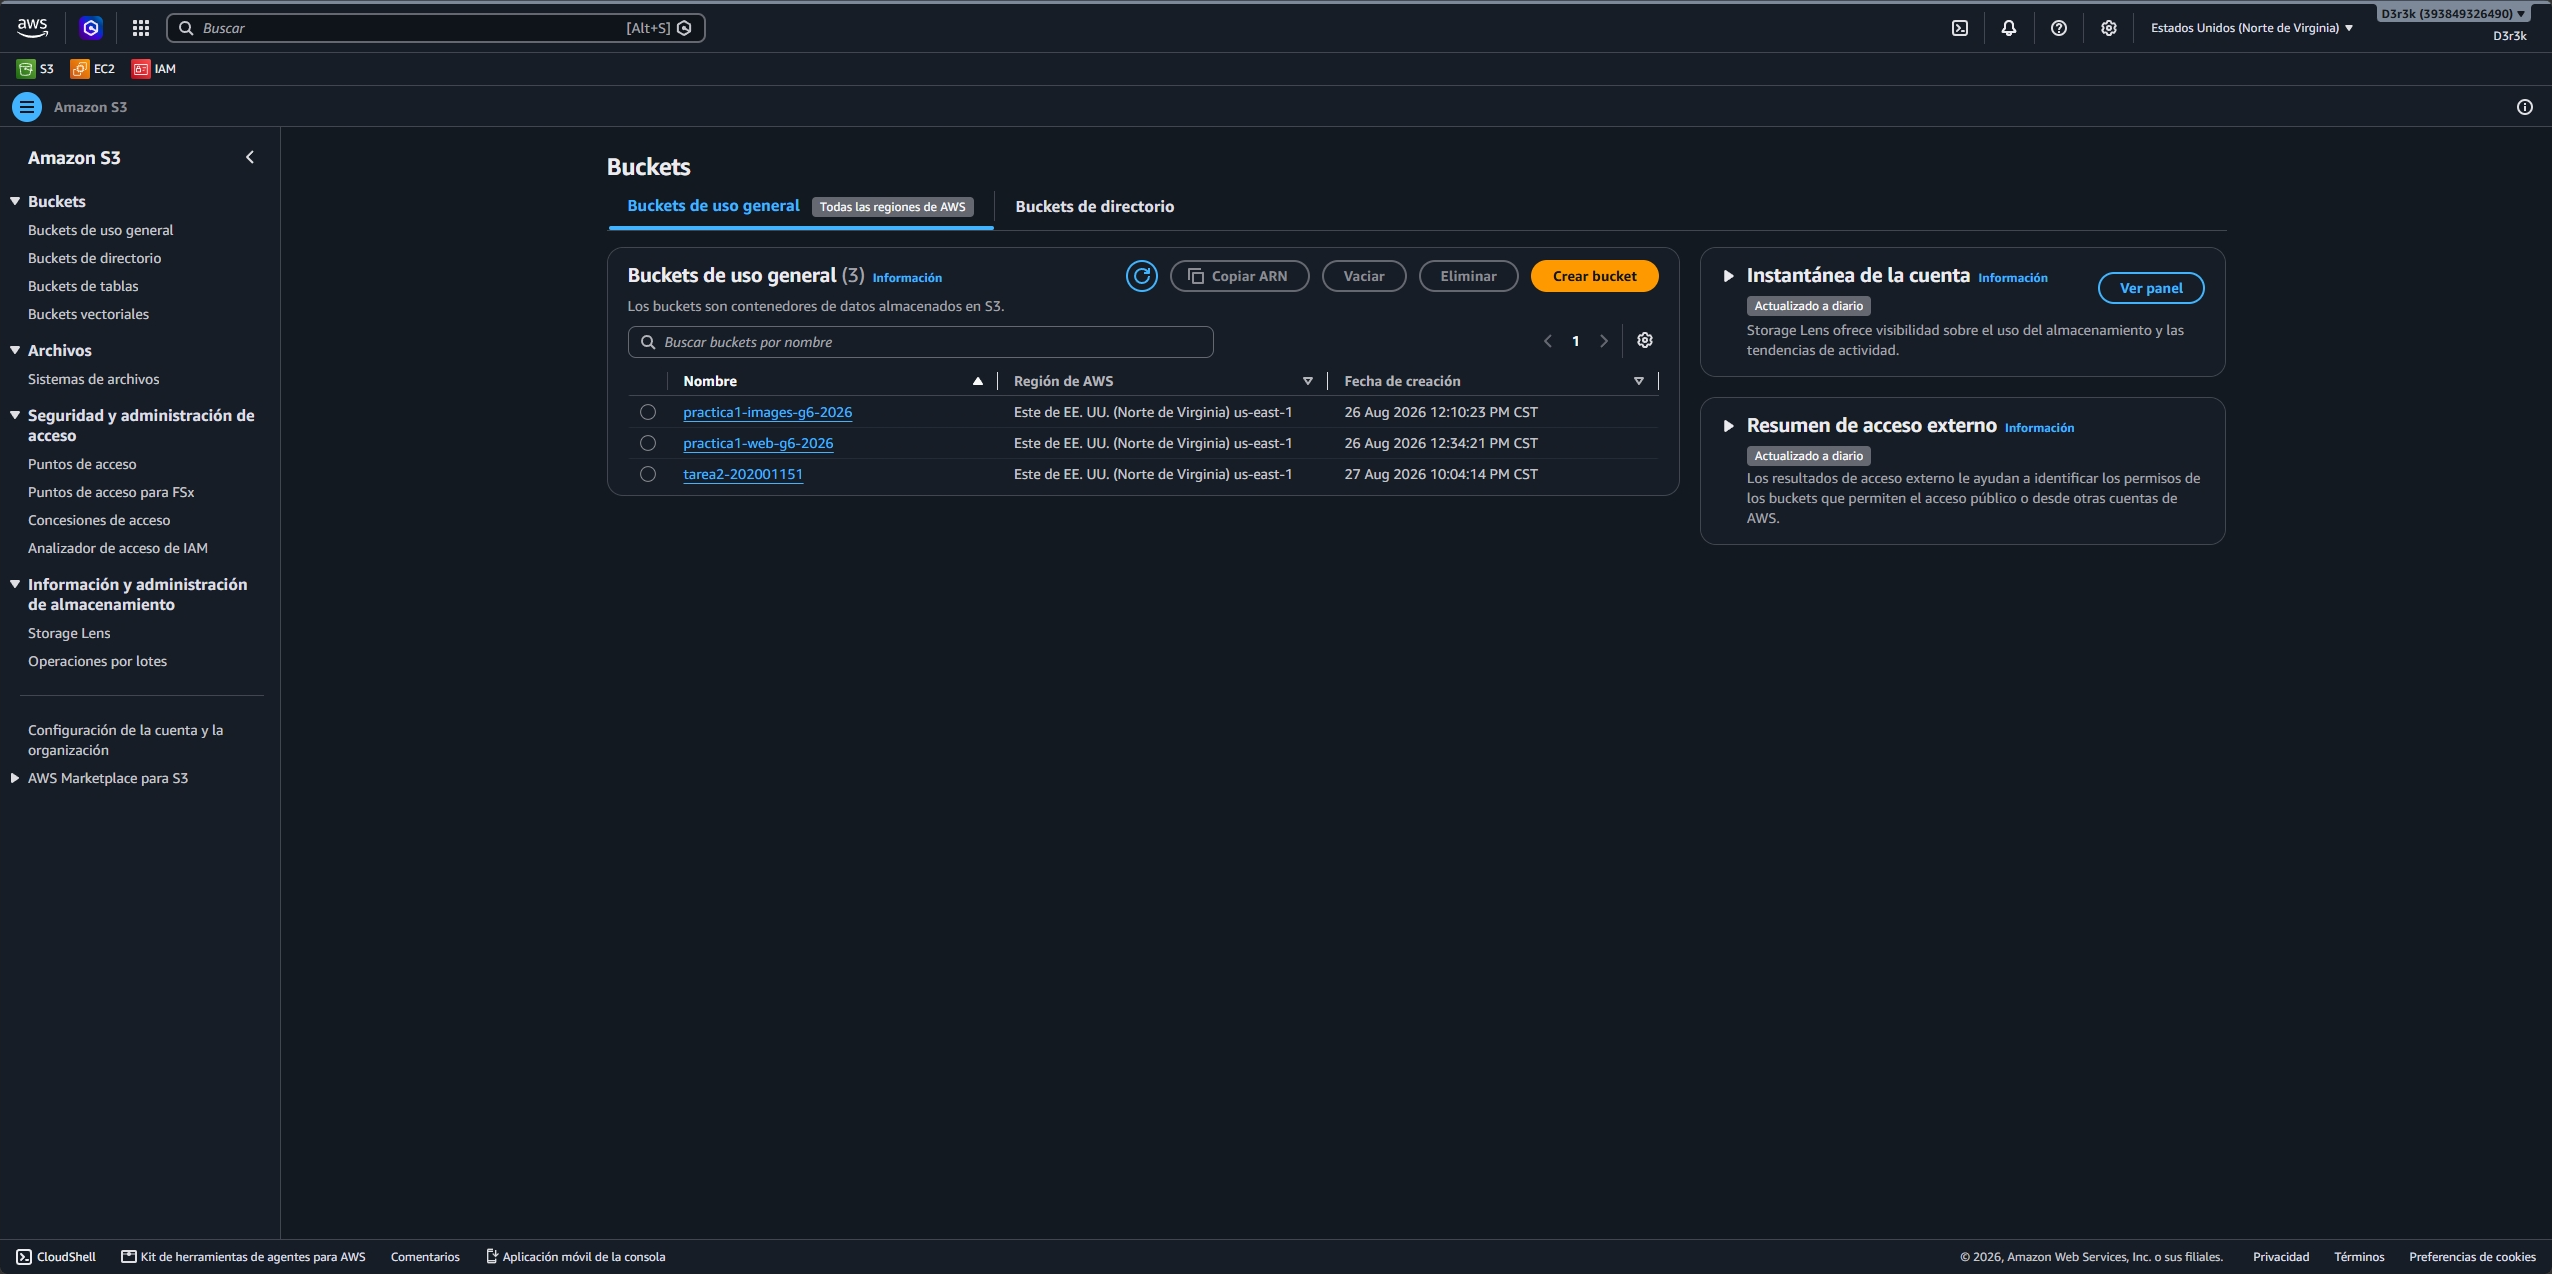 aws
Buscar [Alt+S]
Estados Unidos (Norte de Virginia)
D3r3k (393849326490)
D3r3k
S3 EC2 IAM
Amazon S3
Amazon S3
Buckets
Buckets de uso general
Buckets de directorio
Buckets de tablas
Buckets vectoriales
Archivos
Sistemas de archivos
Seguridad y administración de
acceso
Puntos de acceso
Puntos de acceso para FSx
Concesiones de acceso
Analizador de acceso de IAM
Información y administración
de almacenamiento
Storage Lens
Operaciones por lotes
Configuración de la cuenta y la
organización
AWS Marketplace para S3
Buckets
Buckets de uso general Todas las regiones de AWS Buckets de directorio
Buckets de uso general (3) Información Copiar ARN Vaciar Eliminar Crear bucket
Los buckets son contenedores de datos almacenados en S3.
Buscar buckets por nombre 1
Nombre Región de AWS Fecha de creación
practica1-images-g6-2026 Este de EE. UU. (Norte de Virginia) us-east-1 26 Aug 2026 12:10:23 PM CST
practica1-web-g6-2026 Este de EE. UU. (Norte de Virginia) us-east-1 26 Aug 2026 12:34:21 PM CST
tarea2-202001151 Este de EE. UU. (Norte de Virginia) us-east-1 27 Aug 2026 10:04:14 PM CST
Instantánea de la cuenta Información Ver panel
Actualizado a diario
Storage Lens ofrece visibilidad sobre el uso del almacenamiento y las
tendencias de actividad.
Resumen de acceso externo Información
Actualizado a diario
Los resultados de acceso externo le ayudan a identificar los permisos de
los buckets que permiten el acceso público o desde otras cuentas de
AWS.
CloudShell Kit de herramientas de agentes para AWS Comentarios Aplicación móvil de la consola © 2026, Amazon Web Services, Inc. o sus filiales. Privacidad Términos Preferencias de cookies